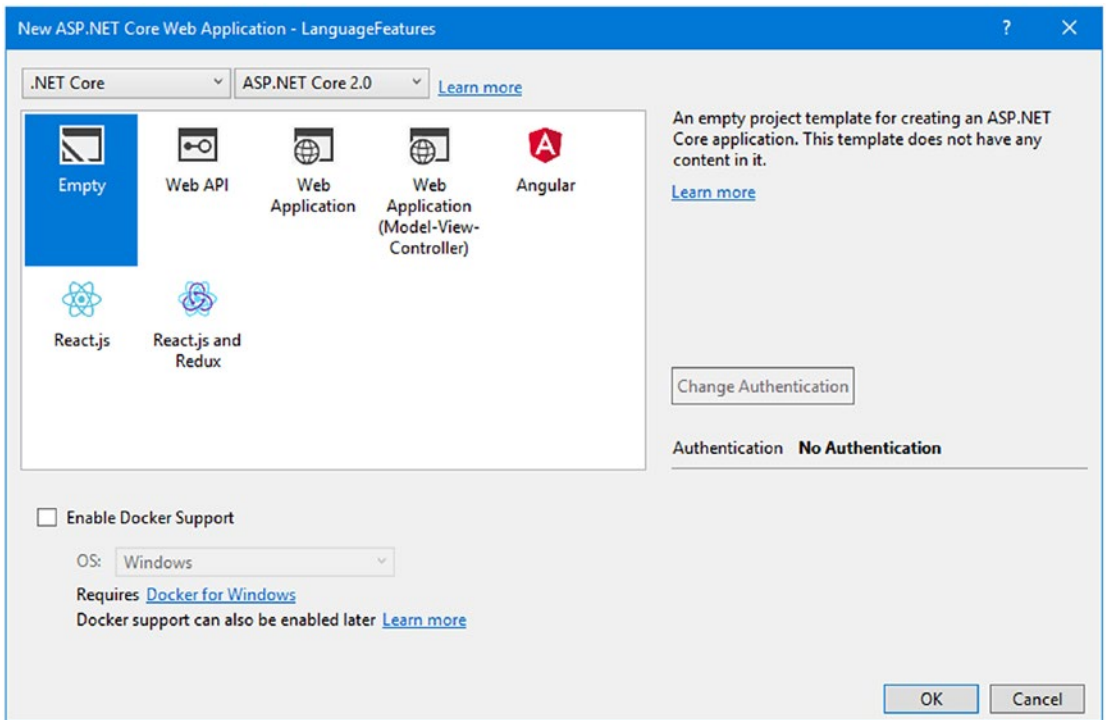 New ASP.NET Core Web Application - LanguageFeatures
.NET Core
ASP.NET Core 2.0
Learn more
Empty
Web API
Web
Application
Web
Application
(Model-View-
Controller)
Angular
React.js
React.js and
Redux
An empty project template for creating an ASP.NET
Core application. This template does not have any
content in it.
Learn more
Change Authentication
Authentication No Authentication
Enable Docker Support
OS: Windows
Requires Docker for Windows
Docker support can also be enabled later Learn more
OK
Cancel